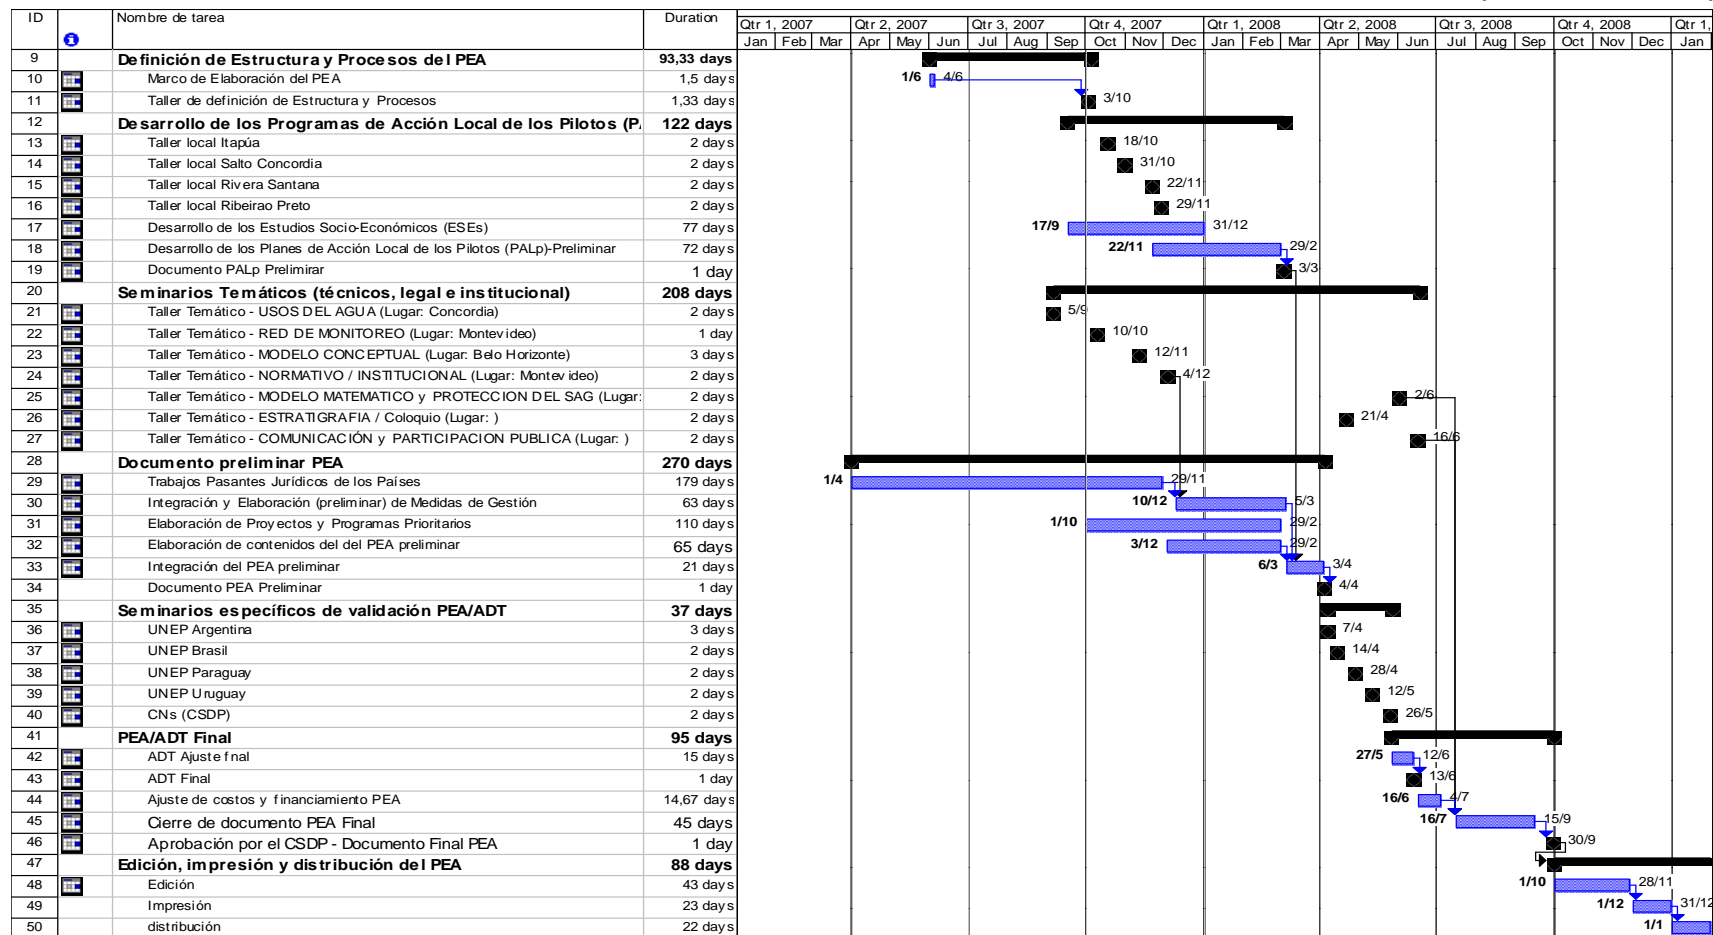 ID Nombre de tarea Duration Qtr 1, 2007 Qtr 2, 2007 Qtr 3, 2007 Qtr 4, 2007 Qtr 1, 2008 Qtr 2, 2008 Qtr 3, 2008 Qtr 4, 2008 Qtr 1,
Jan Feb Mar Apr May Jun Jul Aug Sep Oct Nov Dec Jan Feb Mar Apr May Jun Jul Aug Sep Oct Nov Dec Jan
9 Definición de Estructura y Procesos del PEA 93,33 days
10 Marco de Elaboración del PEA 1,5 days 1/6 4/6
11 Taller de definición de Estructura y Procesos 1,33 days 3/10
12 Desarrollo de los Programas de Acción Local de los Pilotos (P 122 days
13 Taller local Itapúa 2 days 18/10
14 Taller local Salto Concordia 2 days 31/10
15 Taller local Rivera Santana 2 days 22/11
16 Taller local Ribeirao Preto 2 days 29/11
17 Desarrollo de los Estudios Socio-Económicos (ESEs) 77 days 17/9 31/12
18 Desarrollo de los Planes de Acción Local de los Pilotos (PALp)-Preliminar 72 days 22/11 29/2
19 Documento PALp Prelimirar 1 day 3/3
20 Seminarios Temáticos (técnicos, legal e institucional) 208 days
21 Taller Temático - USOS DEL AGUA (Lugar: Concordia) 2 days 5/9
22 Taller Temático - RED DE MONITOREO (Lugar: Montevideo) 1 day 10/10
23 Taller Temático - MODELO CONCEPTUAL (Lugar: Belo Horizonte) 3 days 12/11
24 Taller Temático - NORMATIVO / INSTITUCIONAL (Lugar: Montevideo) 2 days 4/12
25 Taller Temático - MODELO MATEMATICO y PROTECCION DEL SAG (Lugar: 2 days 2/6
26 Taller Temático - ESTRATIGRAFIA / Coloquio (Lugar: ) 2 days 21/4
27 Taller Temático - COMUNICACIÓN y PARTICIPACION PUBLICA (Lugar: ) 2 days 16/6
28 Documento preliminar PEA 270 days
29 Trabajos Pasantes Jurídicos de los Países 179 days 1/4 29/11
30 Integración y Elaboración (preliminar) de Medidas de Gestión 63 days 10/12 5/3
31 Elaboración de Proyectos y Programas Prioritarios 110 days 1/10 29/2
32 Elaboración de contenidos del del PEA preliminar 65 days 3/12 29/2
33 Integración del PEA preliminar 21 days 6/3 3/4
34 Documento PEA Preliminar 1 day 4/4
35 Seminarios específicos de validación PEA/ADT 37 days
36 UNEP Argentina 3 days 7/4
37 UNEP Brasil 2 days 14/4
38 UNEP Paraguay 2 days 28/4
39 UNEP Uruguay 2 days 12/5
40 CNs (CSDP) 2 days 26/5
41 PEA/ADT Final 95 days
42 ADT Ajuste fnal 15 days 27/5 12/6
43 ADT Final 1 day 13/6
44 Ajuste de costos y financiamiento PEA 14,67 days 16/6 4/7
45 Cierre de documento PEA Final 45 days 16/7 15/9
46 Aprobación por el CSDP - Documento Final PEA 1 day 30/9
47 Edición, impresión y distribución del PEA 88 days
48 Edición 43 days 1/10 28/11
49 Impresión 23 days 1/12 31/12
50 distribución 22 days 1/1